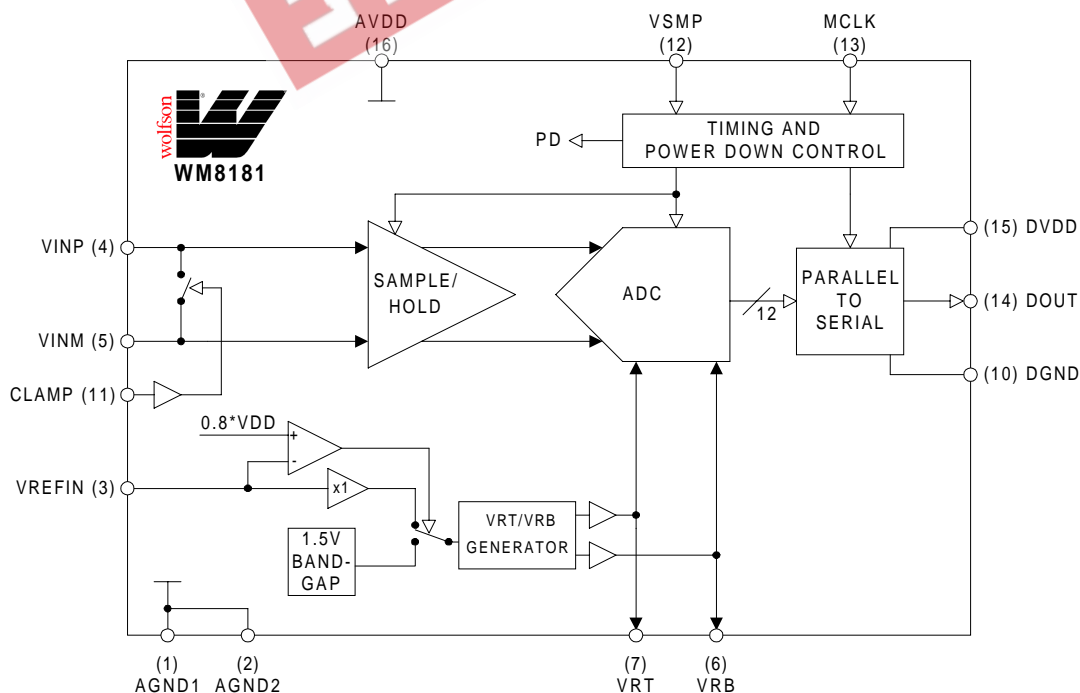 AVDD
(16)
VSMP
(12)
MCLK
(13)
wolfson
®
WM8181
PD
TIMING AND
POWER DOWN CONTROL
VINP (4)
VINM (5)
CLAMP (11)
SAMPLE/
HOLD
ADC
12
PARALLEL
TO
SERIAL
(15) DVDD
(14) DOUT
(10) DGND
0.8*VDD
+
-
VREFIN (3)
x1
1.5V
BAND-
GAP
VRT/VRB
GENERATOR
(1)
AGND1
(2)
AGND2
(7)
VRT
(6)
VRB